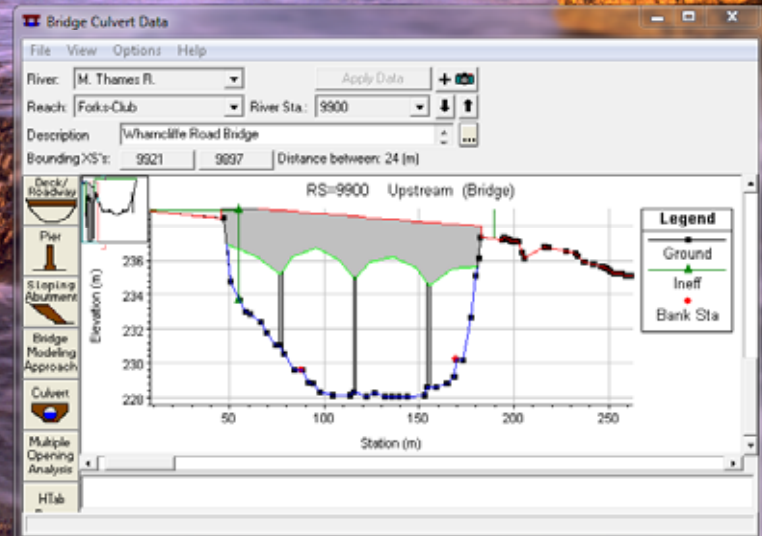 Bridge Culvert Data
File View Options Help
River: M. Thames R. Apply Data
Reach: Forks-Club River Sta.: 9900
Description Wharncliffe Road Bridge ...
Bounding XS's: 9921 9897 Distance between: 24 (m)
Deck/
Roadway
Pier
Sloping
Abutment
Bridge
Modeling
Approach
Culvert
Multiple
Opening
Analysis
HTab
RS=9900 Upstream (Bridge)
Elevation (m)
236
234
232
230
228
50 100 150 200 250
Station (m)
Legend
Ground
Ineff
Bank Sta